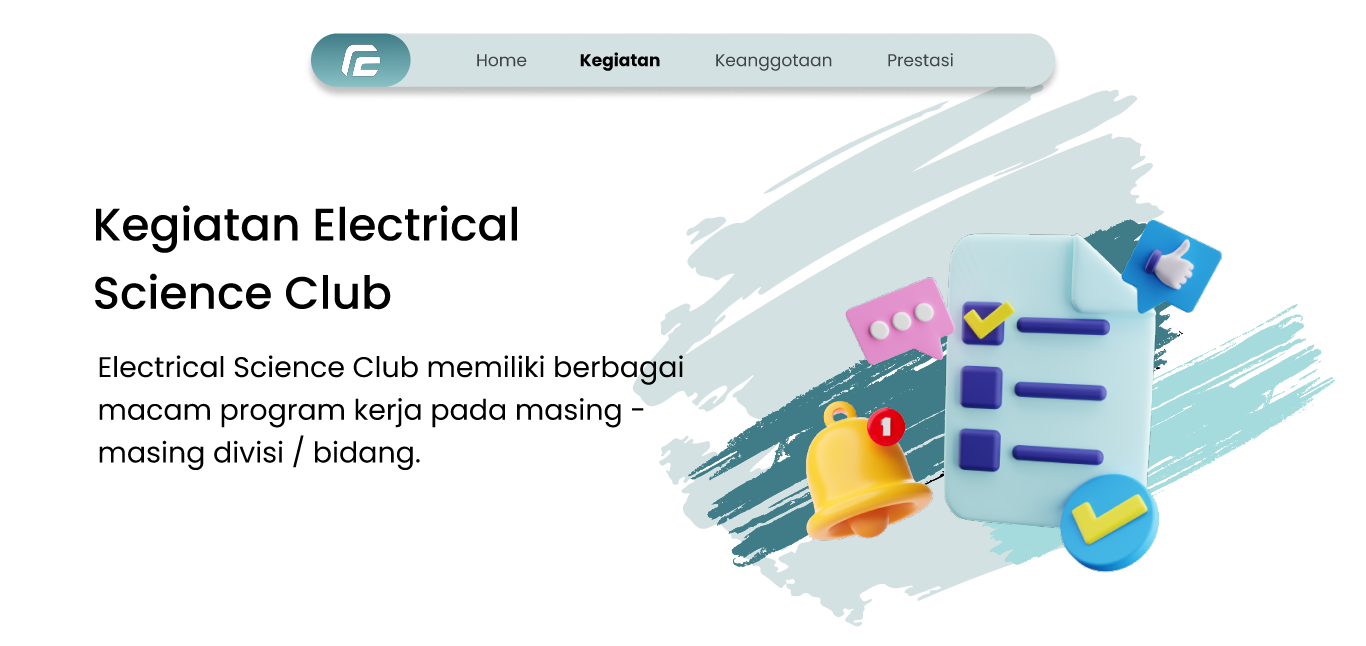 Home Kegiatan Keanggotaan Prestasi
Kegiatan Electrical
Science Club
Electrical Science Club memiliki berbagai
macam program kerja pada masing -
masing divisi / bidang.
1